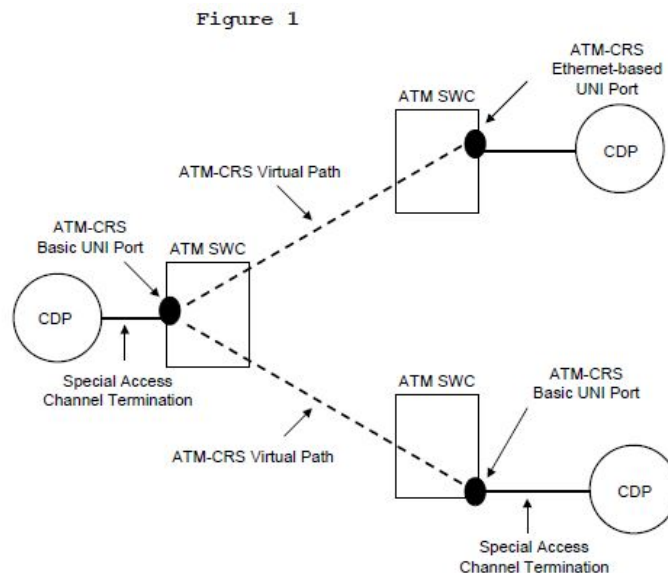 Figure 1
ATM-CRS
Ethernet-based
UNI Port
ATM SWC
CDP
ATM-CRS Virtual Path
ATM-CRS
Basic UNI Port
ATM SWC
CDP
Special Access
Channel Termination
ATM SWC
ATM-CRS
Basic UNI Port
ATM-CRS Virtual Path
CDP
Special Access
Channel Termination